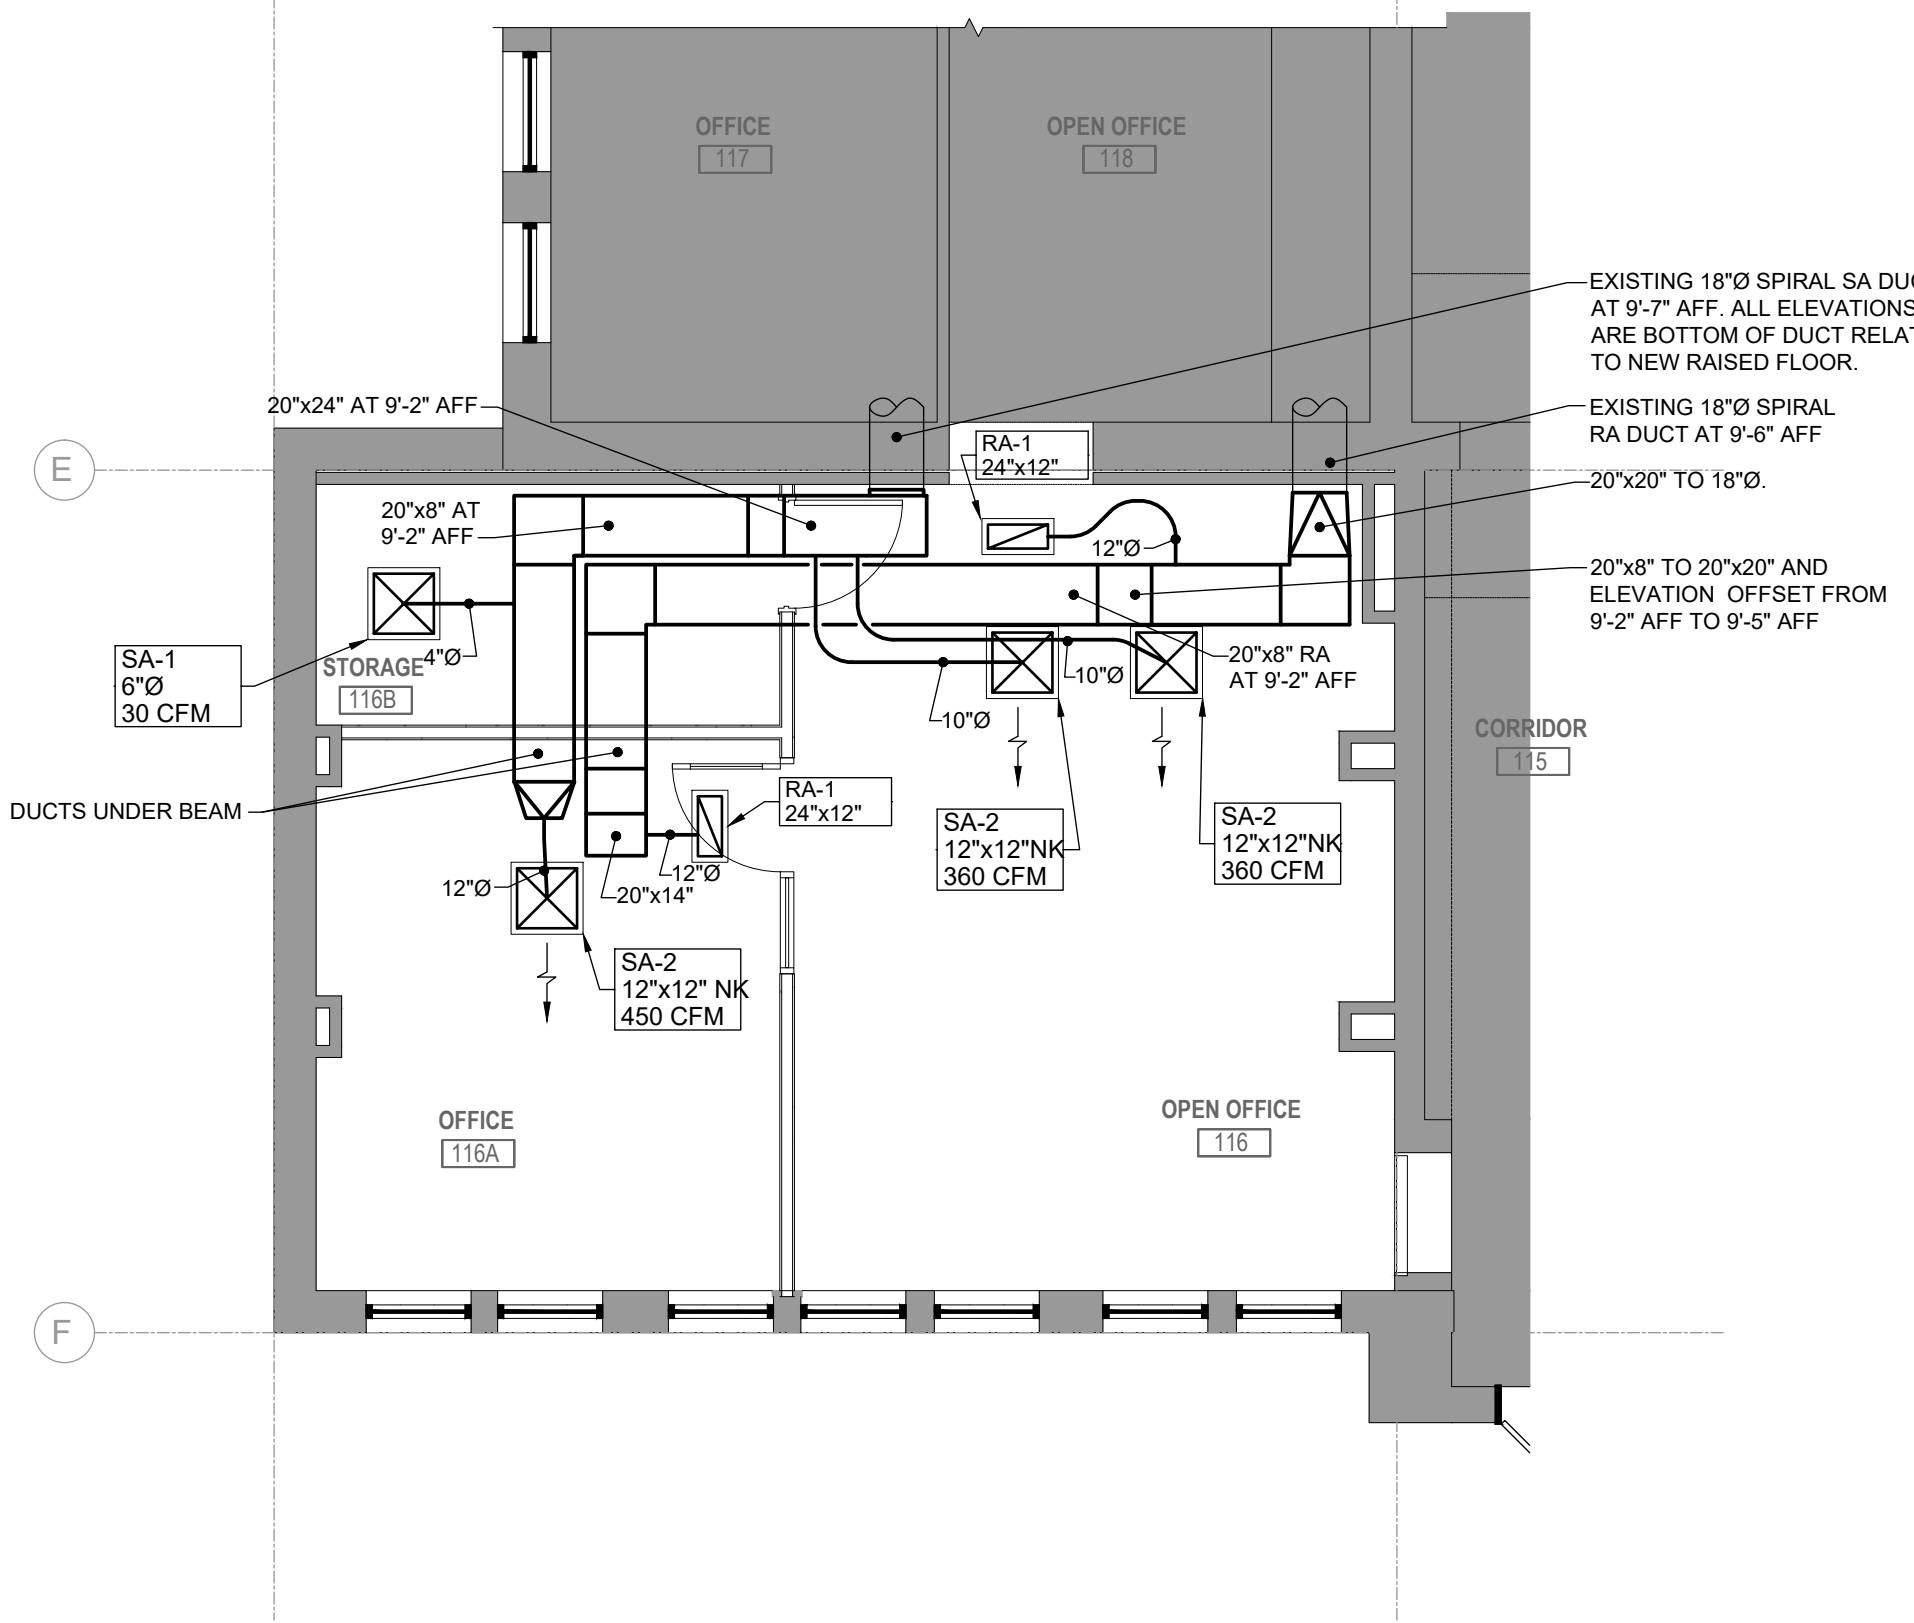 OFFICE
117
OPEN OFFICE
118
EXISTING 18"Ø SPIRAL SA DU
AT 9'-7" AFF. ALL ELEVATIONS
ARE BOTTOM OF DUCT RELA
TO NEW RAISED FLOOR.
20"x24" AT 9'-2" AFF
EXISTING 18"Ø SPIRAL
RA DUCT AT 9'-6" AFF
E
RA-1
24"x12"
20"x20" TO 18"Ø.
20"x8" AT
9'-2" AFF
12"Ø
20"x8" TO 20"x20" AND
ELEVATION OFFSET FROM
9'-2" AFF TO 9'-5" AFF
SA-1
6"Ø
30 CFM
STORAGE
116B
4"Ø
20"x8" RA
AT 9'-2" AFF
10"Ø
10"Ø
CORRIDOR
115
DUCTS UNDER BEAM
RA-1
24"x12"
SA-2
12"x12"NK
360 CFM
SA-2
12"x12"NK
360 CFM
12"Ø
12"Ø
20"x14"
SA-2
12"x12" NK
450 CFM
OFFICE
116A
OPEN OFFICE
116
F